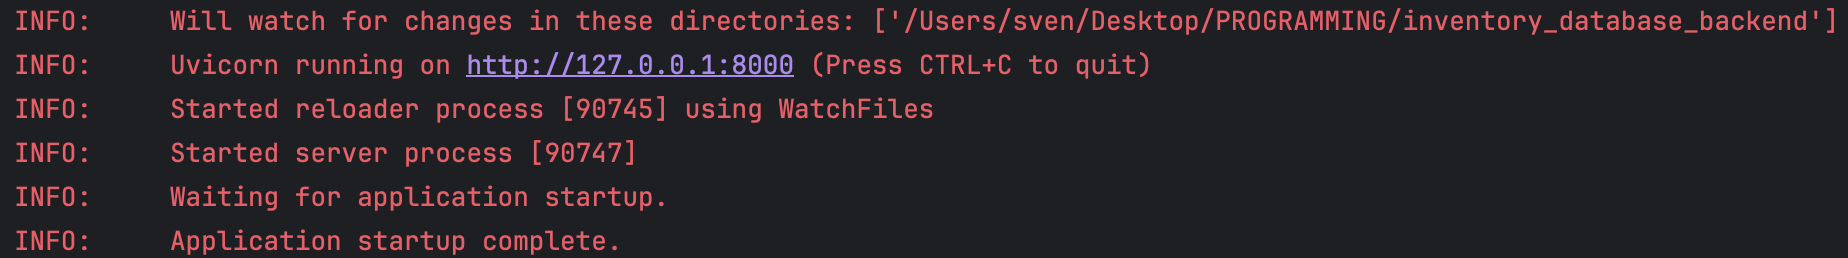 INFO:     Will watch for changes in these directories: ['/Users/sven/Desktop/PROGRAMMING/inventory_database_backend']
INFO:     Uvicorn running on http://127.0.0.1:8000 (Press CTRL+C to quit)
INFO:     Started reloader process [90745] using WatchFiles
INFO:     Started server process [90747]
INFO:     Waiting for application startup.
INFO:     Application startup complete.